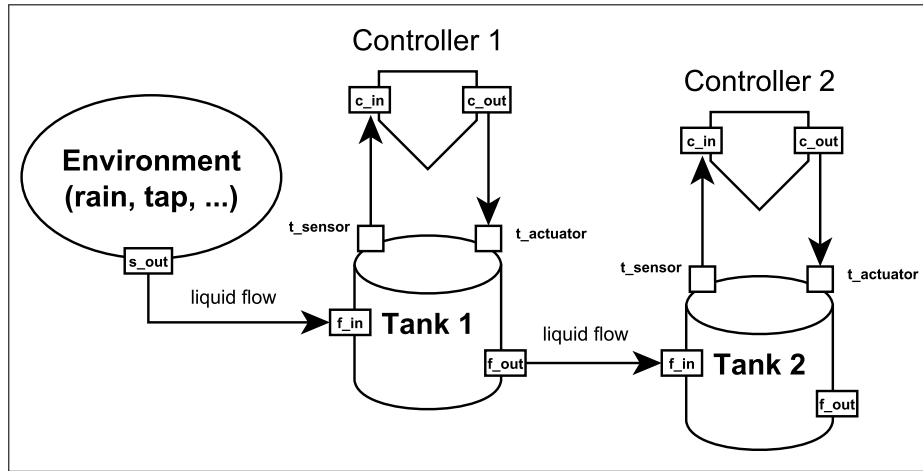 Controller 1
c_in
c_out
Controller 2
c_in
c_out
Environment
(rain, tap, ...)
t_sensor
t_actuator
s_out
t_sensor
t_actuator
liquid flow
f_in
Tank 1
liquid flow
f_out
f_in
Tank 2
f_out